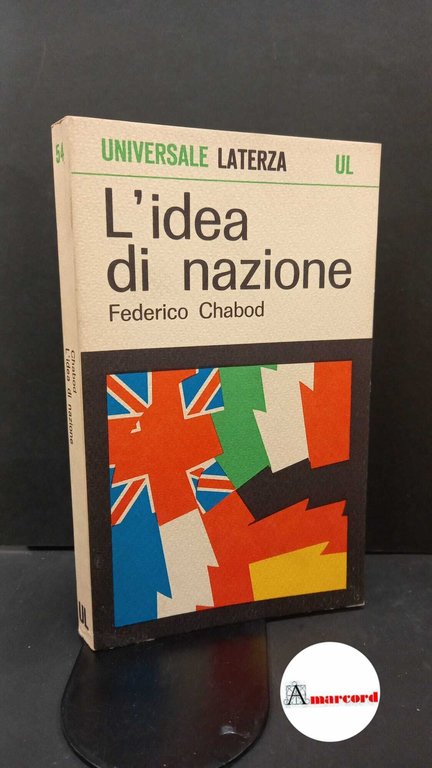 UNIVERSALE LATERZA UL
L'idea
di nazione
Federico Chabod
54
Chabod
L'idea di nazione
UL
Amarcord